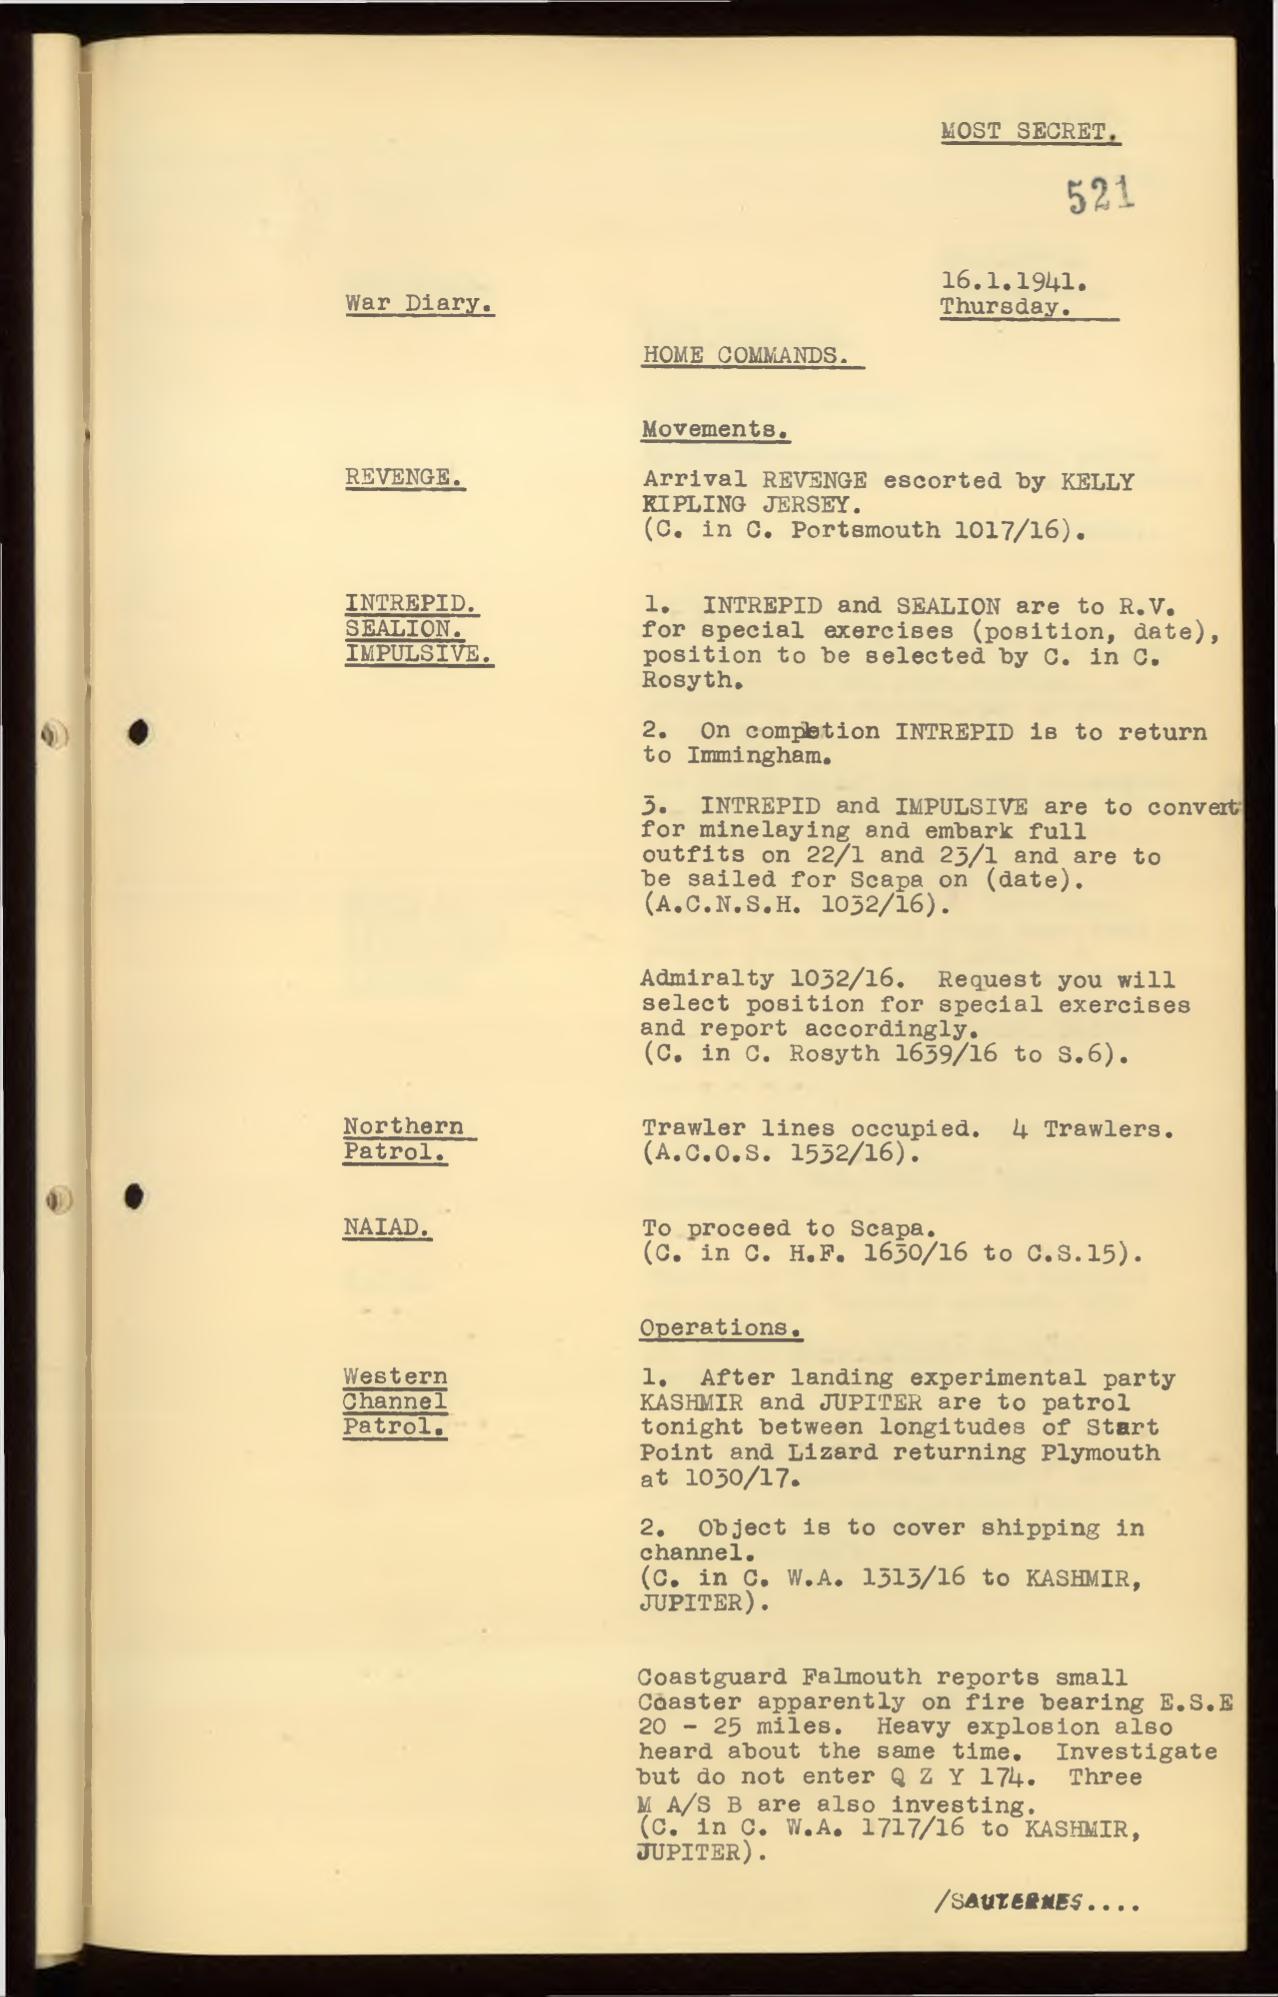 MOST SECRET.
521
16.1.1941.
War Diary.
Thursday.
HOME COMMANDS.
Movements.
REVENGE.
Arrival REVENGE escorted by KELLY
KIPLING JERSEY.
(C. in C. Portsmouth 1017/16).
INTREPID.
SEALION.
IMPULSIVE.
1. INTREPID and SEALION are to R.V.
for special exercises (position, date),
position to be selected by C. in C.
Rosyth.
2. On completion INTREPID is to return
to Immingham.
3. INTREPID and IMPULSIVE are to convert
for minelaying and embark full
outfits on 22/1 and 23/1 and are to
be sailed for Scapa on (date).
(A.C.N.S.H. 1032/16).
Admiralty 1032/16. Request you will
select position for special exercises
and report accordingly.
(C. in C. Rosyth 1639/16 to S.6).
Northern
Patrol.
Trawler lines occupied. 4 Trawlers.
(A.C.O.S. 1532/16).
NAIAD.
To proceed to Scapa.
(C. in C. H.F. 1630/16 to C.S.15).
Operations.
Western
Channel
Patrol.
1. After landing experimental party
KASHMIR and JUPITER are to patrol
tonight between longitudes of Start
Point and Lizard returning Plymouth
at 1030/17.
2. Object is to cover shipping in
channel.
(C. in C. W.A. 1313/16 to KASHMIR,
JUPITER).
Coastguard Falmouth reports small
Coaster apparently on fire bearing E.S.E
20 - 25 miles. Heavy explosion also
heard about the same time. Investigate
but do not enter Q Z Y 174. Three
M A/S B are also investing.
(C. in C. W.A. 1717/16 to KASHMIR,
JUPITER).
/SAUTERNES....